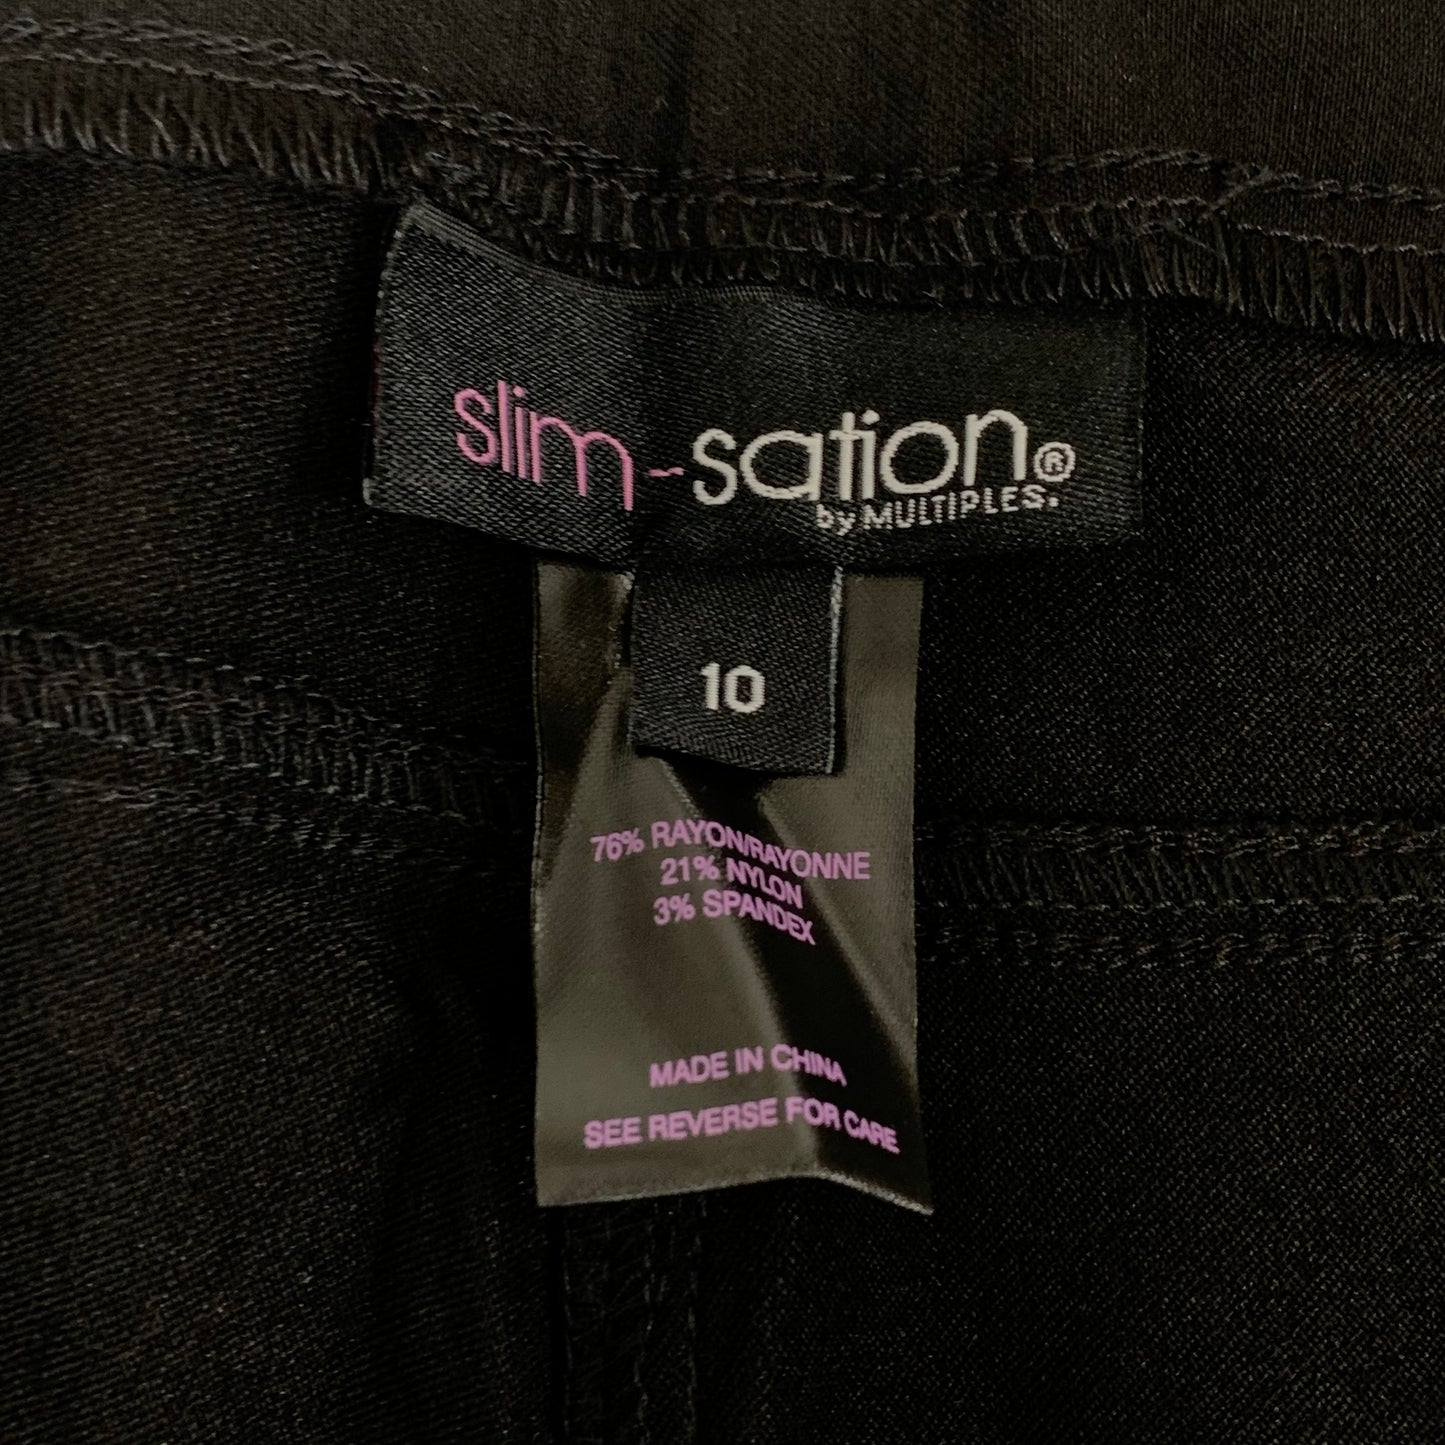 slim-sation®
by MULTIPLES.
10
76% RAYON/RAYONNE
21% NYLON
3% SPANDEX
MADE IN CHINA
SEE REVERSE FOR CARE